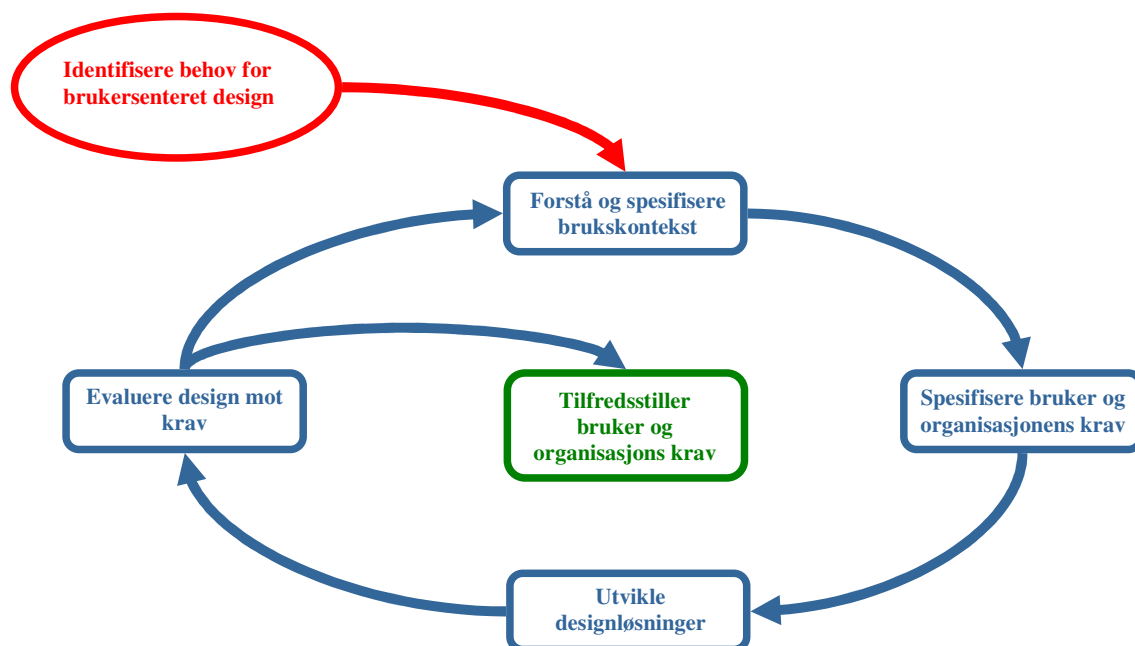 Identifisere behov for
brukersenteret design
Forstå og spesifisere
brukskontekst
Evaluere design mot
krav
Tilfredsstiller
bruker og
organisasjons krav
Spesifisere bruker og
organisasjonens krav
Utvikle
designløsninger